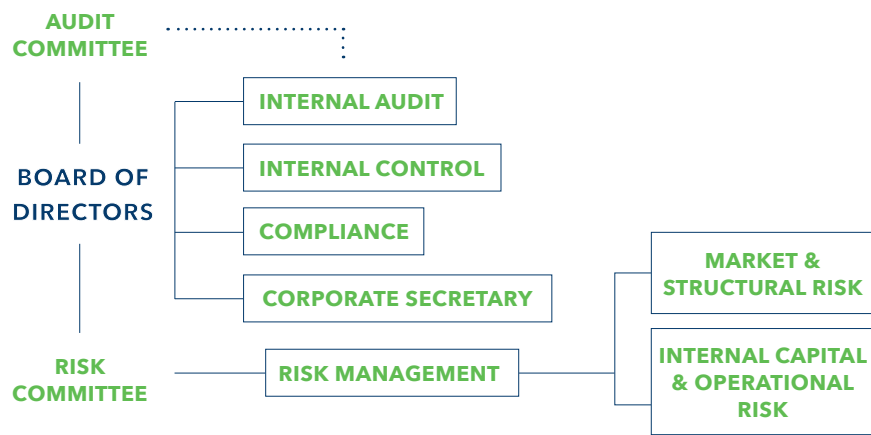 AUDIT
COMMITTEE
INTERNAL AUDIT
INTERNAL CONTROL
BOARD OF
DIRECTORS
COMPLIANCE
CORPORATE SECRETARY
MARKET &
STRUCTURAL RISK
RISK
COMMITTEE
RISK MANAGEMENT
INTERNAL CAPITAL
& OPERATIONAL
RISK